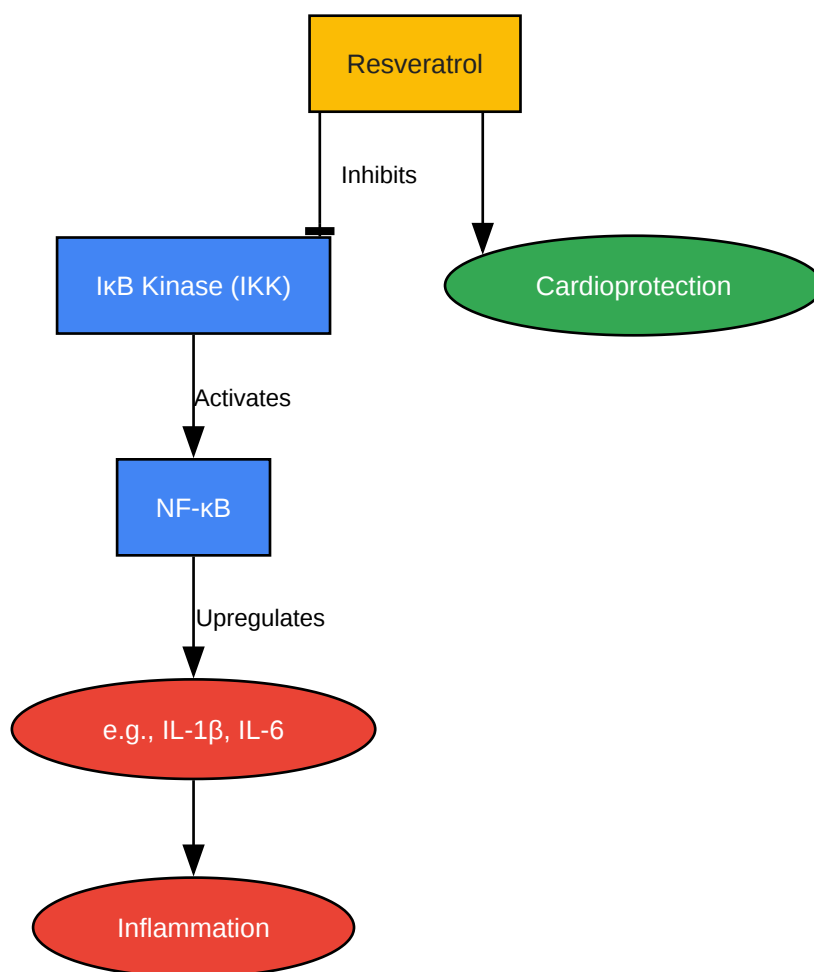 Resveratrol
Inhibits
IκB Kinase (IKK)
Cardioprotection
Activates
NF-κB
Upregulates
e.g., IL-1β, IL-6
Inflammation